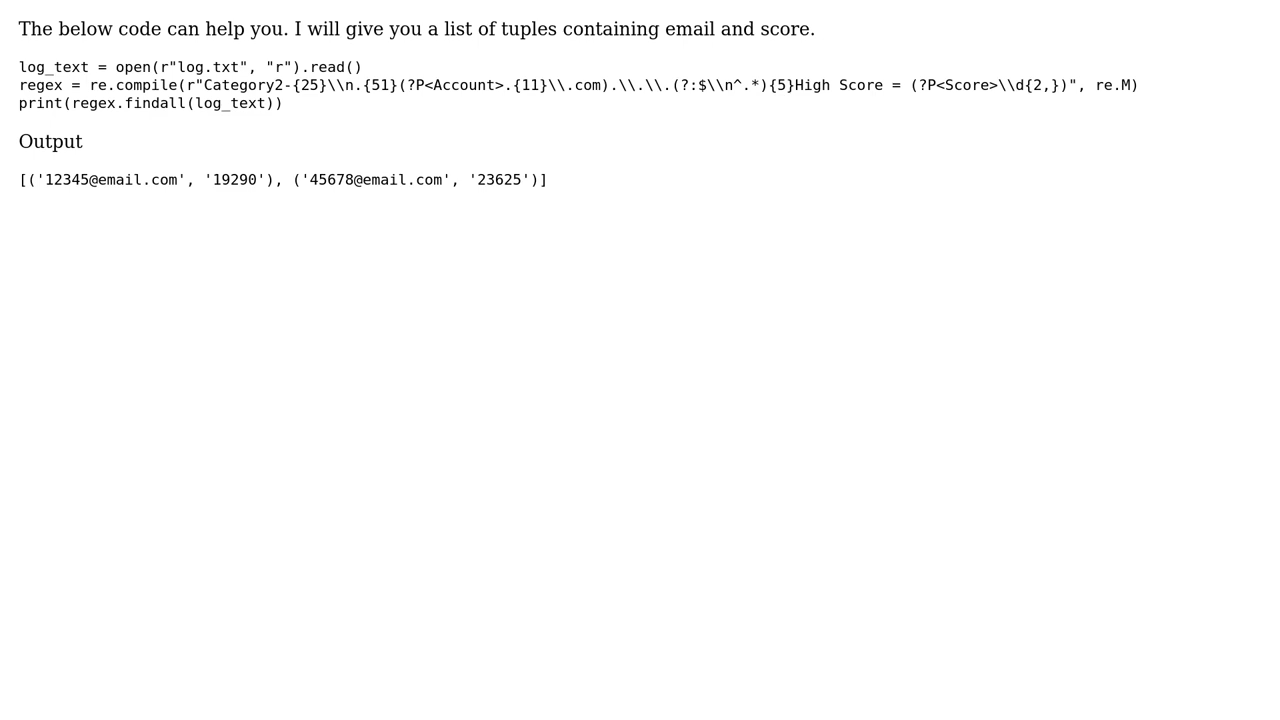 The below code can help you. I will give you a list of tuples containing email and score.
log_text = open(r"log.txt", "r").read()
regex = re.compile(r"Category2-{25}\\n.{51}(?P<Account>.{11}\\.com).\\.\\.(?:$\\n^.*){5}High Score = (?P<Score>\\d{2,})", re.M)
print(regex.findall(log_text))
Output
[('12345@email.com', '19290'), ('45678@email.com', '23625')]